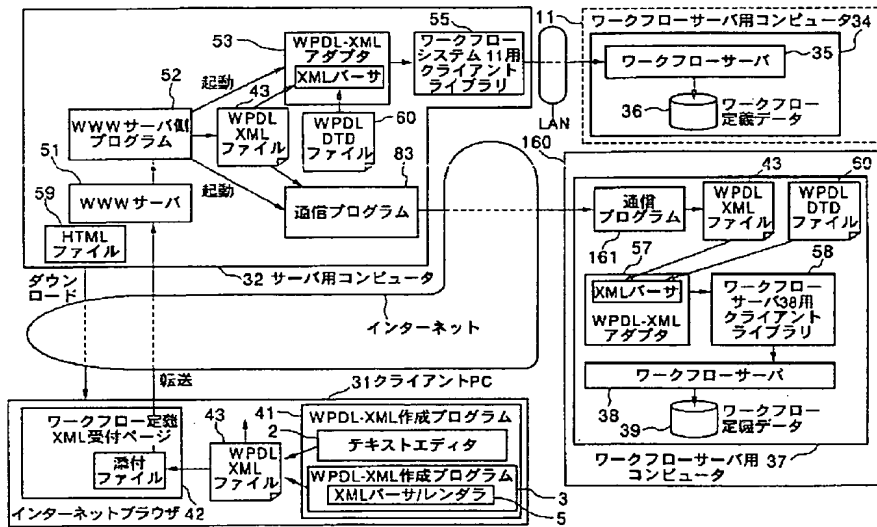 55
11
ワークフローサーバ用コンピュータ34
53
WPDL-XML
アダプタ
XMLパーサ
ワークフロー
システム 11用
クライアント
ライブラリ
35
ワークフローサーバ
起動
52
43
WWWサーバ側
プログラム
WPDL
XML
ファイル
WPDL
DTD
ファイル
60
LAN
36
ワークフロー
定義データ
51
起動
83
160
WWWサーバ
通信プログラム
59
HTML
ファイル
43
60
通信
プログラム
WPDL
XML
ファイル
WPDL
DTD
ファイル
161
57
58
ダウン
ロード
32 サーバ用コンピュータ
XMLパーサ
WPDL-XML
アダプタ
ワークフロー
サーバ38用
クライアント
ライブラリ
インターネット
転送
31クライアントPC
ワークフローサーバ
38
39
ワークフロー
定義データ
ワークフローサーバ用 37
コンピュータ
ワークフロー定義
XML受付ページ
添付
ファイル
インターネットブラウザ 42
43
WPDL
XML
ファイル
41
WPDL-XML作成プログラム
2
テキストエディタ
WPDL-XML作成プログラム
XMLパーサ/レンダラ
3
5